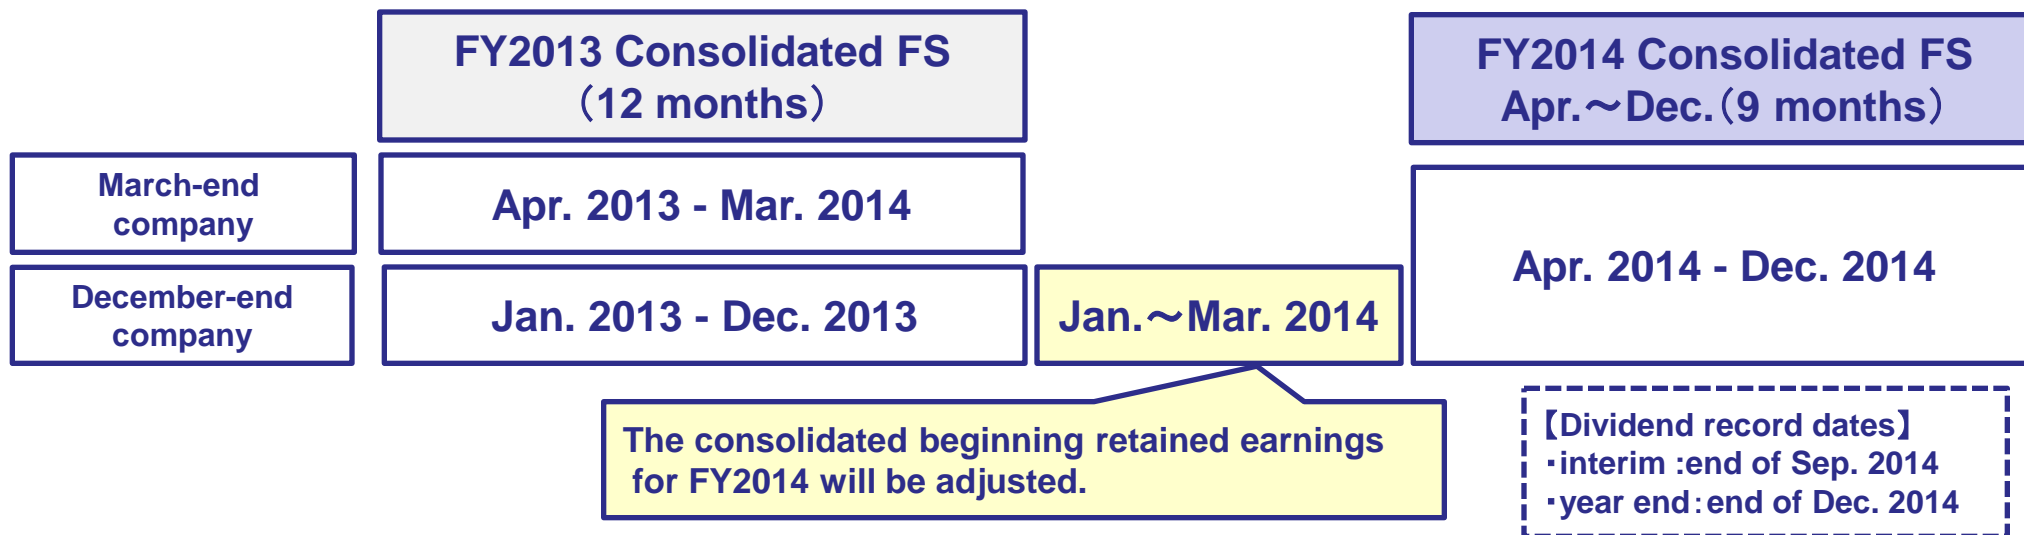 FY2013 Consolidated FS
（12 months）
FY2014 Consolidated FS
Apr.～Dec.（9 months）
March-end
company
Apr. 2013 - Mar. 2014
Apr. 2014 - Dec. 2014
December-end
company
Jan. 2013 - Dec. 2013
Jan.～Mar. 2014
The consolidated beginning retained earnings
for FY2014 will be adjusted.
【Dividend record dates】
・interim :end of Sep. 2014
・year end：end of Dec. 2014